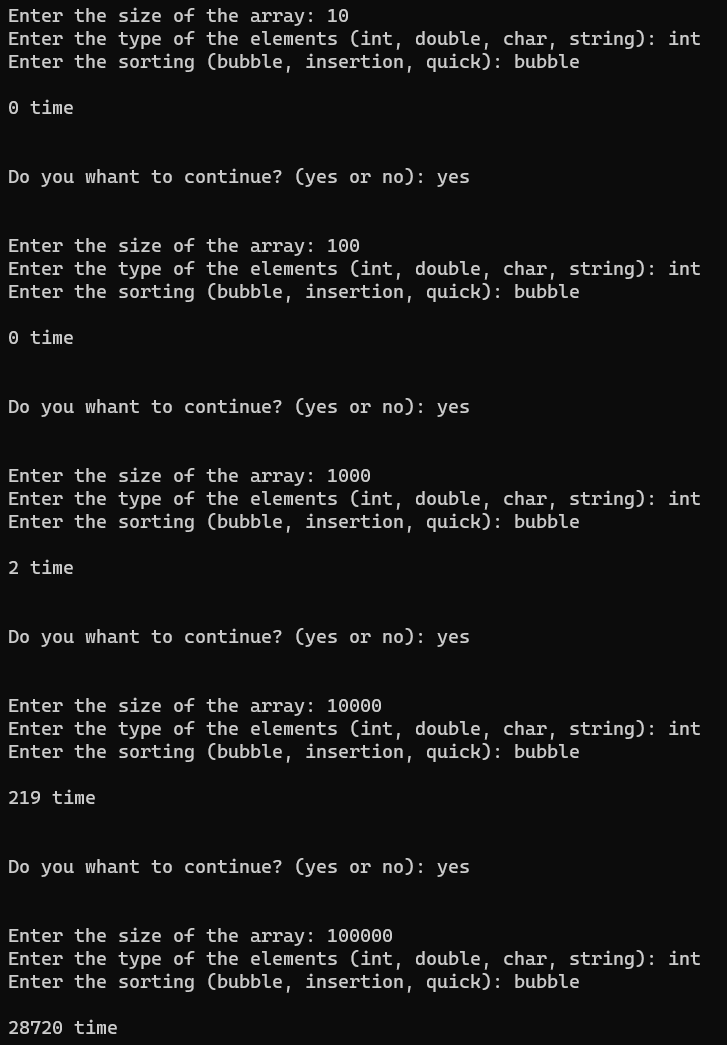 Enter the size of the array: 10
Enter the type of the elements (int, double, char, string): int
Enter the sorting (bubble, insertion, quick): bubble
0 time
Do you whant to continue? (yes or no): yes
Enter the size of the array: 100
Enter the type of the elements (int, double, char, string): int
Enter the sorting (bubble, insertion, quick): bubble
0 time
Do you whant to continue? (yes or no): yes
Enter the size of the array: 1000
Enter the type of the elements (int, double, char, string): int
Enter the sorting (bubble, insertion, quick): bubble
2 time
Do you whant to continue? (yes or no): yes
Enter the size of the array: 10000
Enter the type of the elements (int, double, char, string): int
Enter the sorting (bubble, insertion, quick): bubble
219 time
Do you whant to continue? (yes or no): yes
Enter the size of the array: 100000
Enter the type of the elements (int, double, char, string): int
Enter the sorting (bubble, insertion, quick): bubble
28720 time